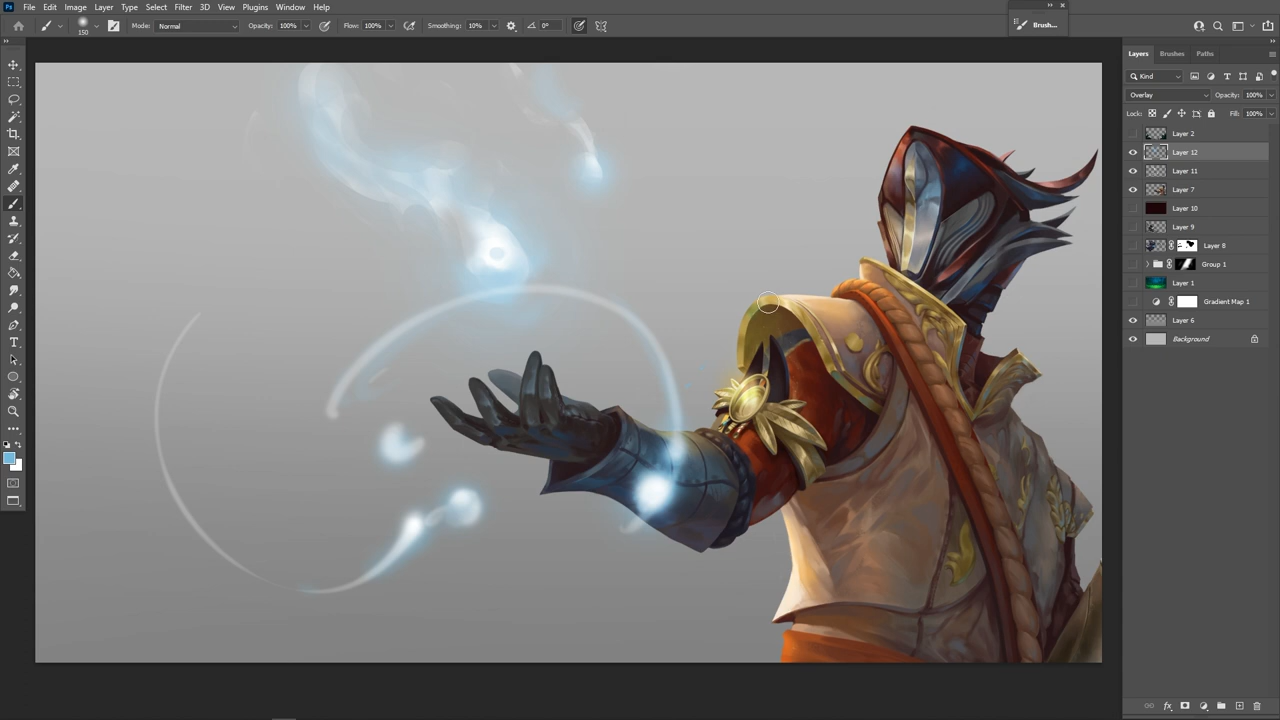 Ps File Edit Image Layer Type Select Filter 3D View Plugins Window Help
150 Mode: Normal Opacity: 100% Flow: 100% Smoothing: 10% 0° Brush...
Layers Brushes Paths
Kind
Overlay Opacity: 100%
Lock: Fill: 100%
Layer 2
Layer 12
Layer 11
Layer 7
Layer 10
Layer 9
Layer 8
Group 1
Layer 1
Gradient Map 1
Layer 6
Background